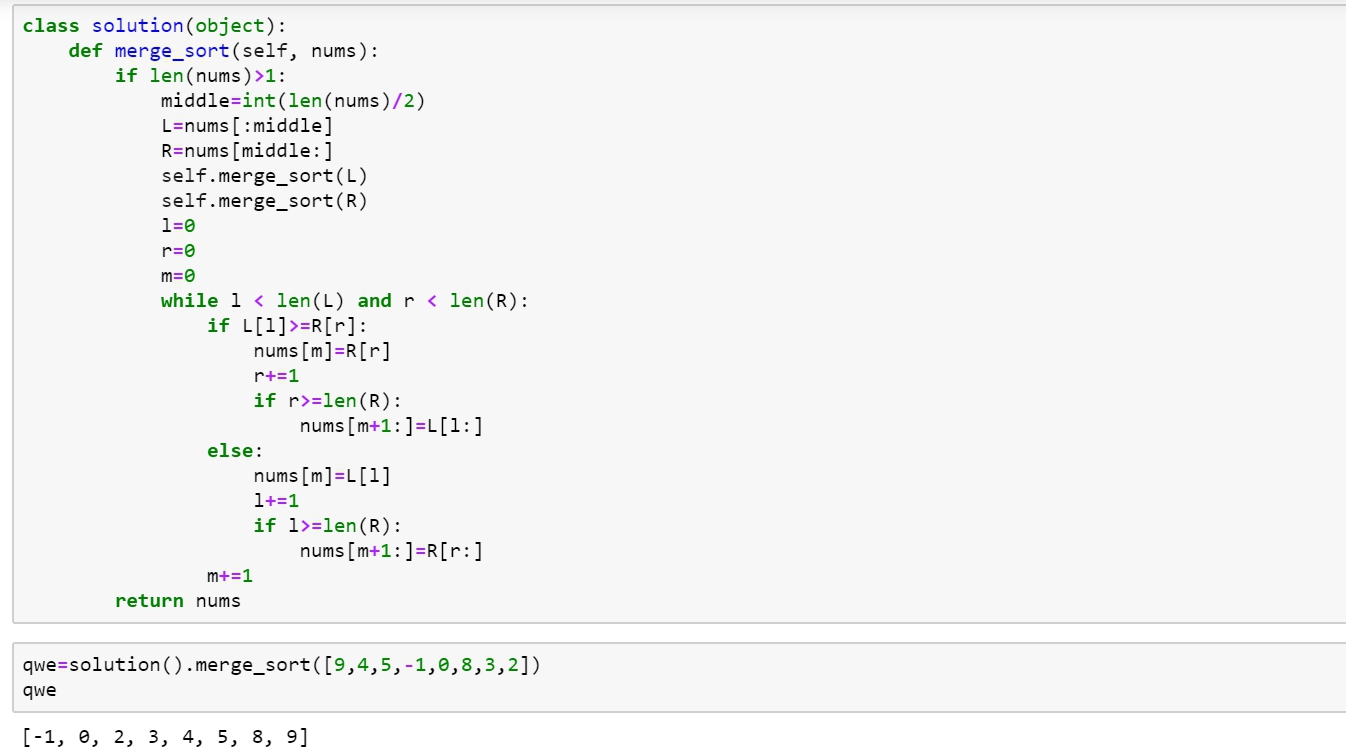 class solution(object):
    def merge_sort(self, nums):
        if len(nums)>1:
            middle=int(len(nums)/2)
            L=nums[:middle]
            R=nums[middle:]
            self.merge_sort(L)
            self.merge_sort(R)
            l=0
            r=0
            m=0
            while l < len(L) and r < len(R):
                if L[l]>=R[r]:
                    nums[m]=R[r]
                    r+=1
                    if r>=len(R):
                        nums[m+1:]=L[l:]
                else:
                    nums[m]=L[l]
                    l+=1
                    if l>=len(R):
                        nums[m+1:]=R[r:]
                m+=1
        return nums
qwe=solution().merge_sort([9,4,5,-1,0,8,3,2])
qwe
[-1, 0, 2, 3, 4, 5, 8, 9]